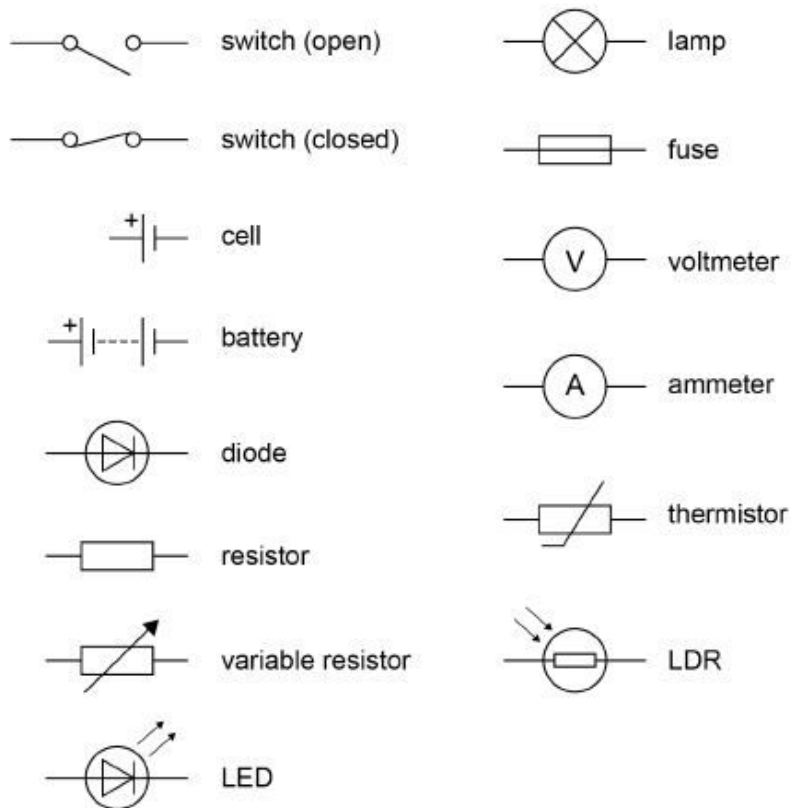 switch (open)
switch (closed)
+
cell
+
battery
diode
resistor
variable resistor
LED
lamp
fuse
V
voltmeter
A
ammeter
thermistor
LDR